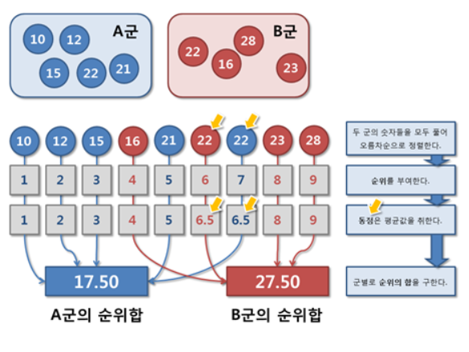 A군
10 12
15 22 21
B군
22 28
16 23
10 12 15 16 21 22 22 23 28
1 2 3 4 5 6 7 8 9
1 2 3 4 5 6.5 6.5 8 9
17.50 27.50
A군의 순위합 B군의 순위합
두 군의 숫자들을 모두 풀어
오름차순으로 정렬한다.
순위를 부여한다.
동점은 평균값을 취한다.
군별로 순위의 합을 구한다.